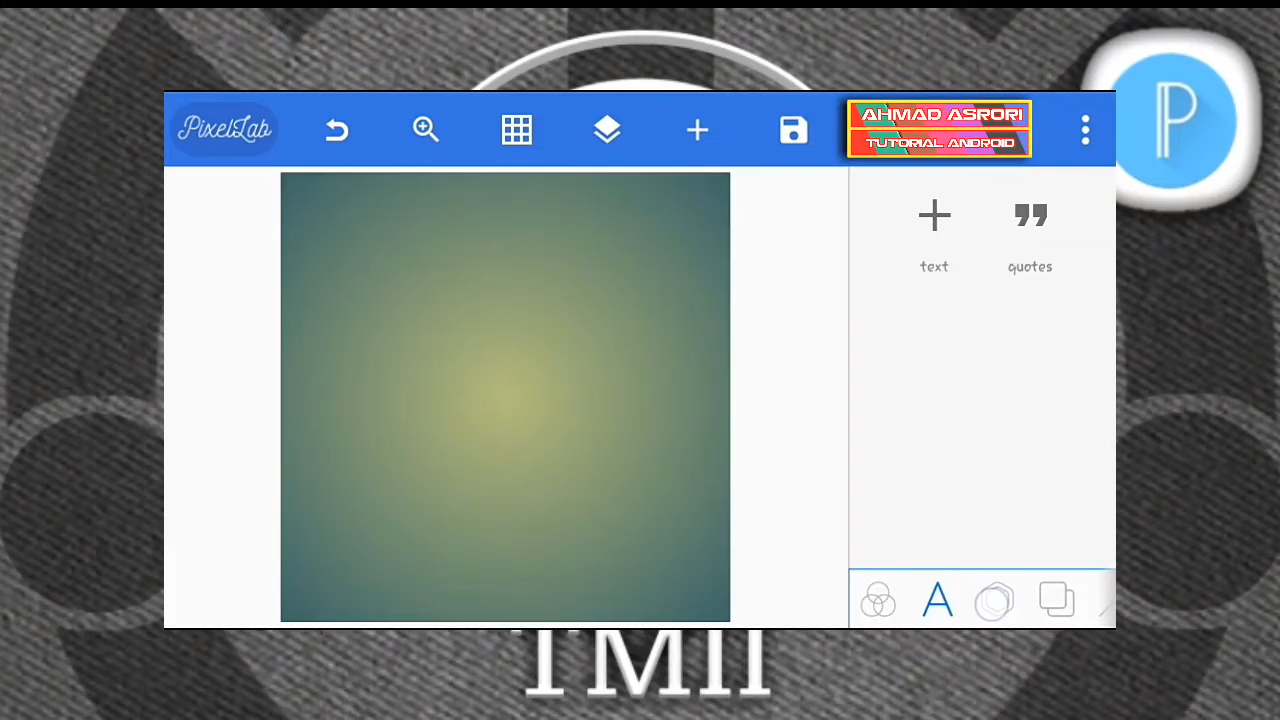 PixelLab
AHMAD ASRORI
TUTORIAL ANDROID
text
quotes
TMII